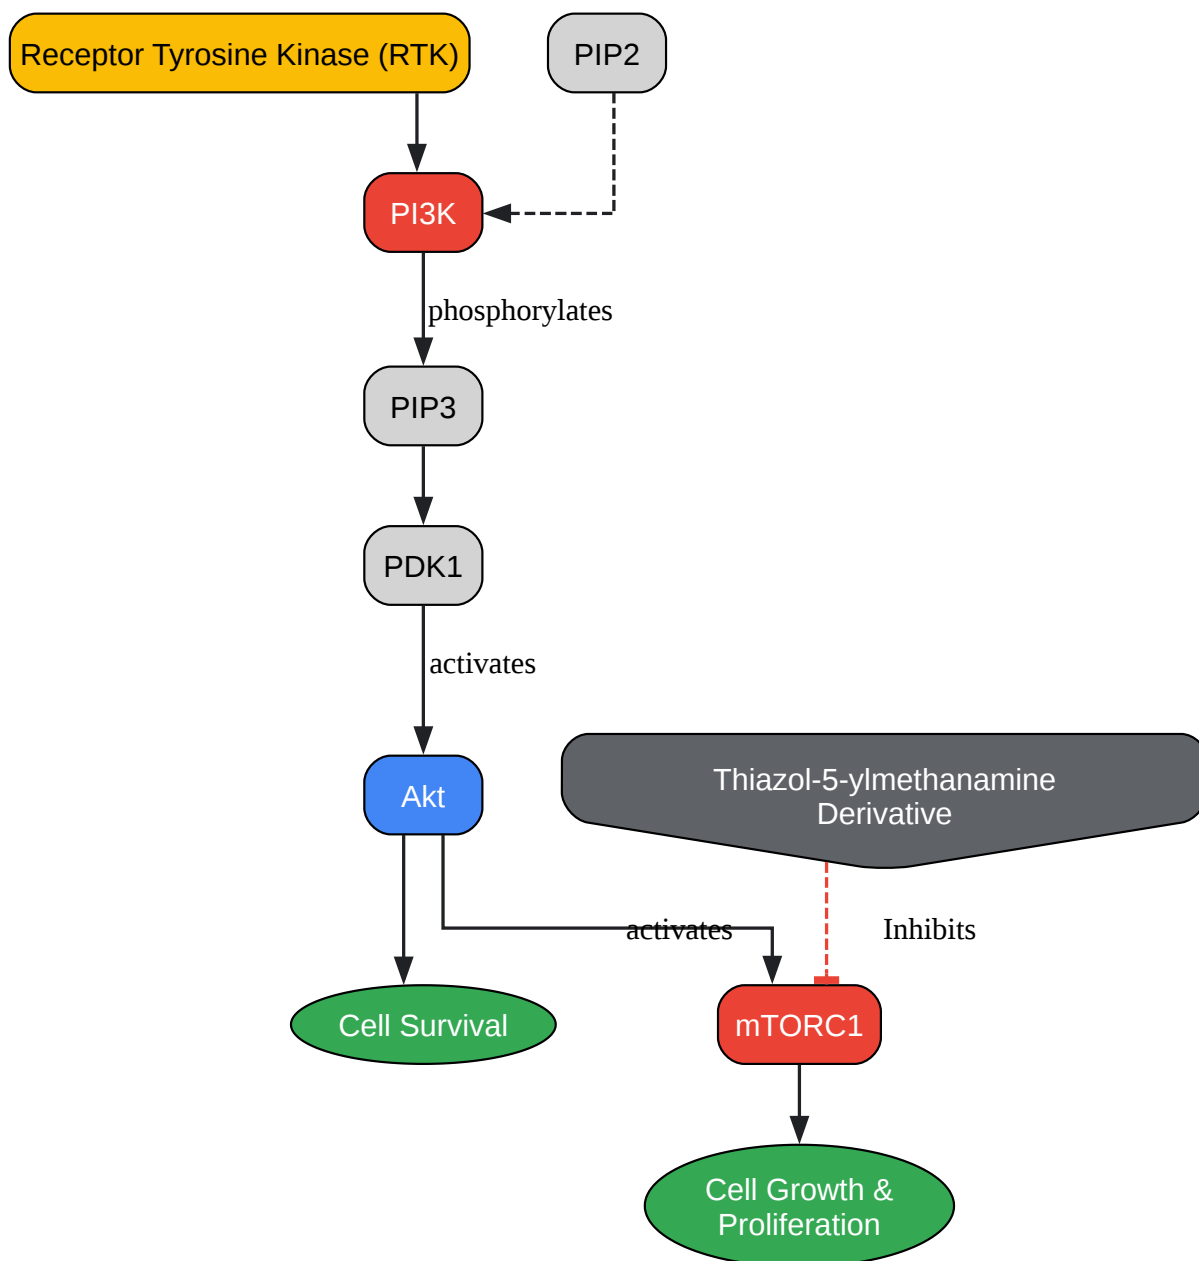 Receptor Tyrosine Kinase (RTK)
PIP2
PI3K
phosphorylates
PIP3
PDK1
activates
Akt
Thiazol-5-ylmethanamine
Derivative
activates
Inhibits
Cell Survival
mTORC1
Cell Growth &
Proliferation